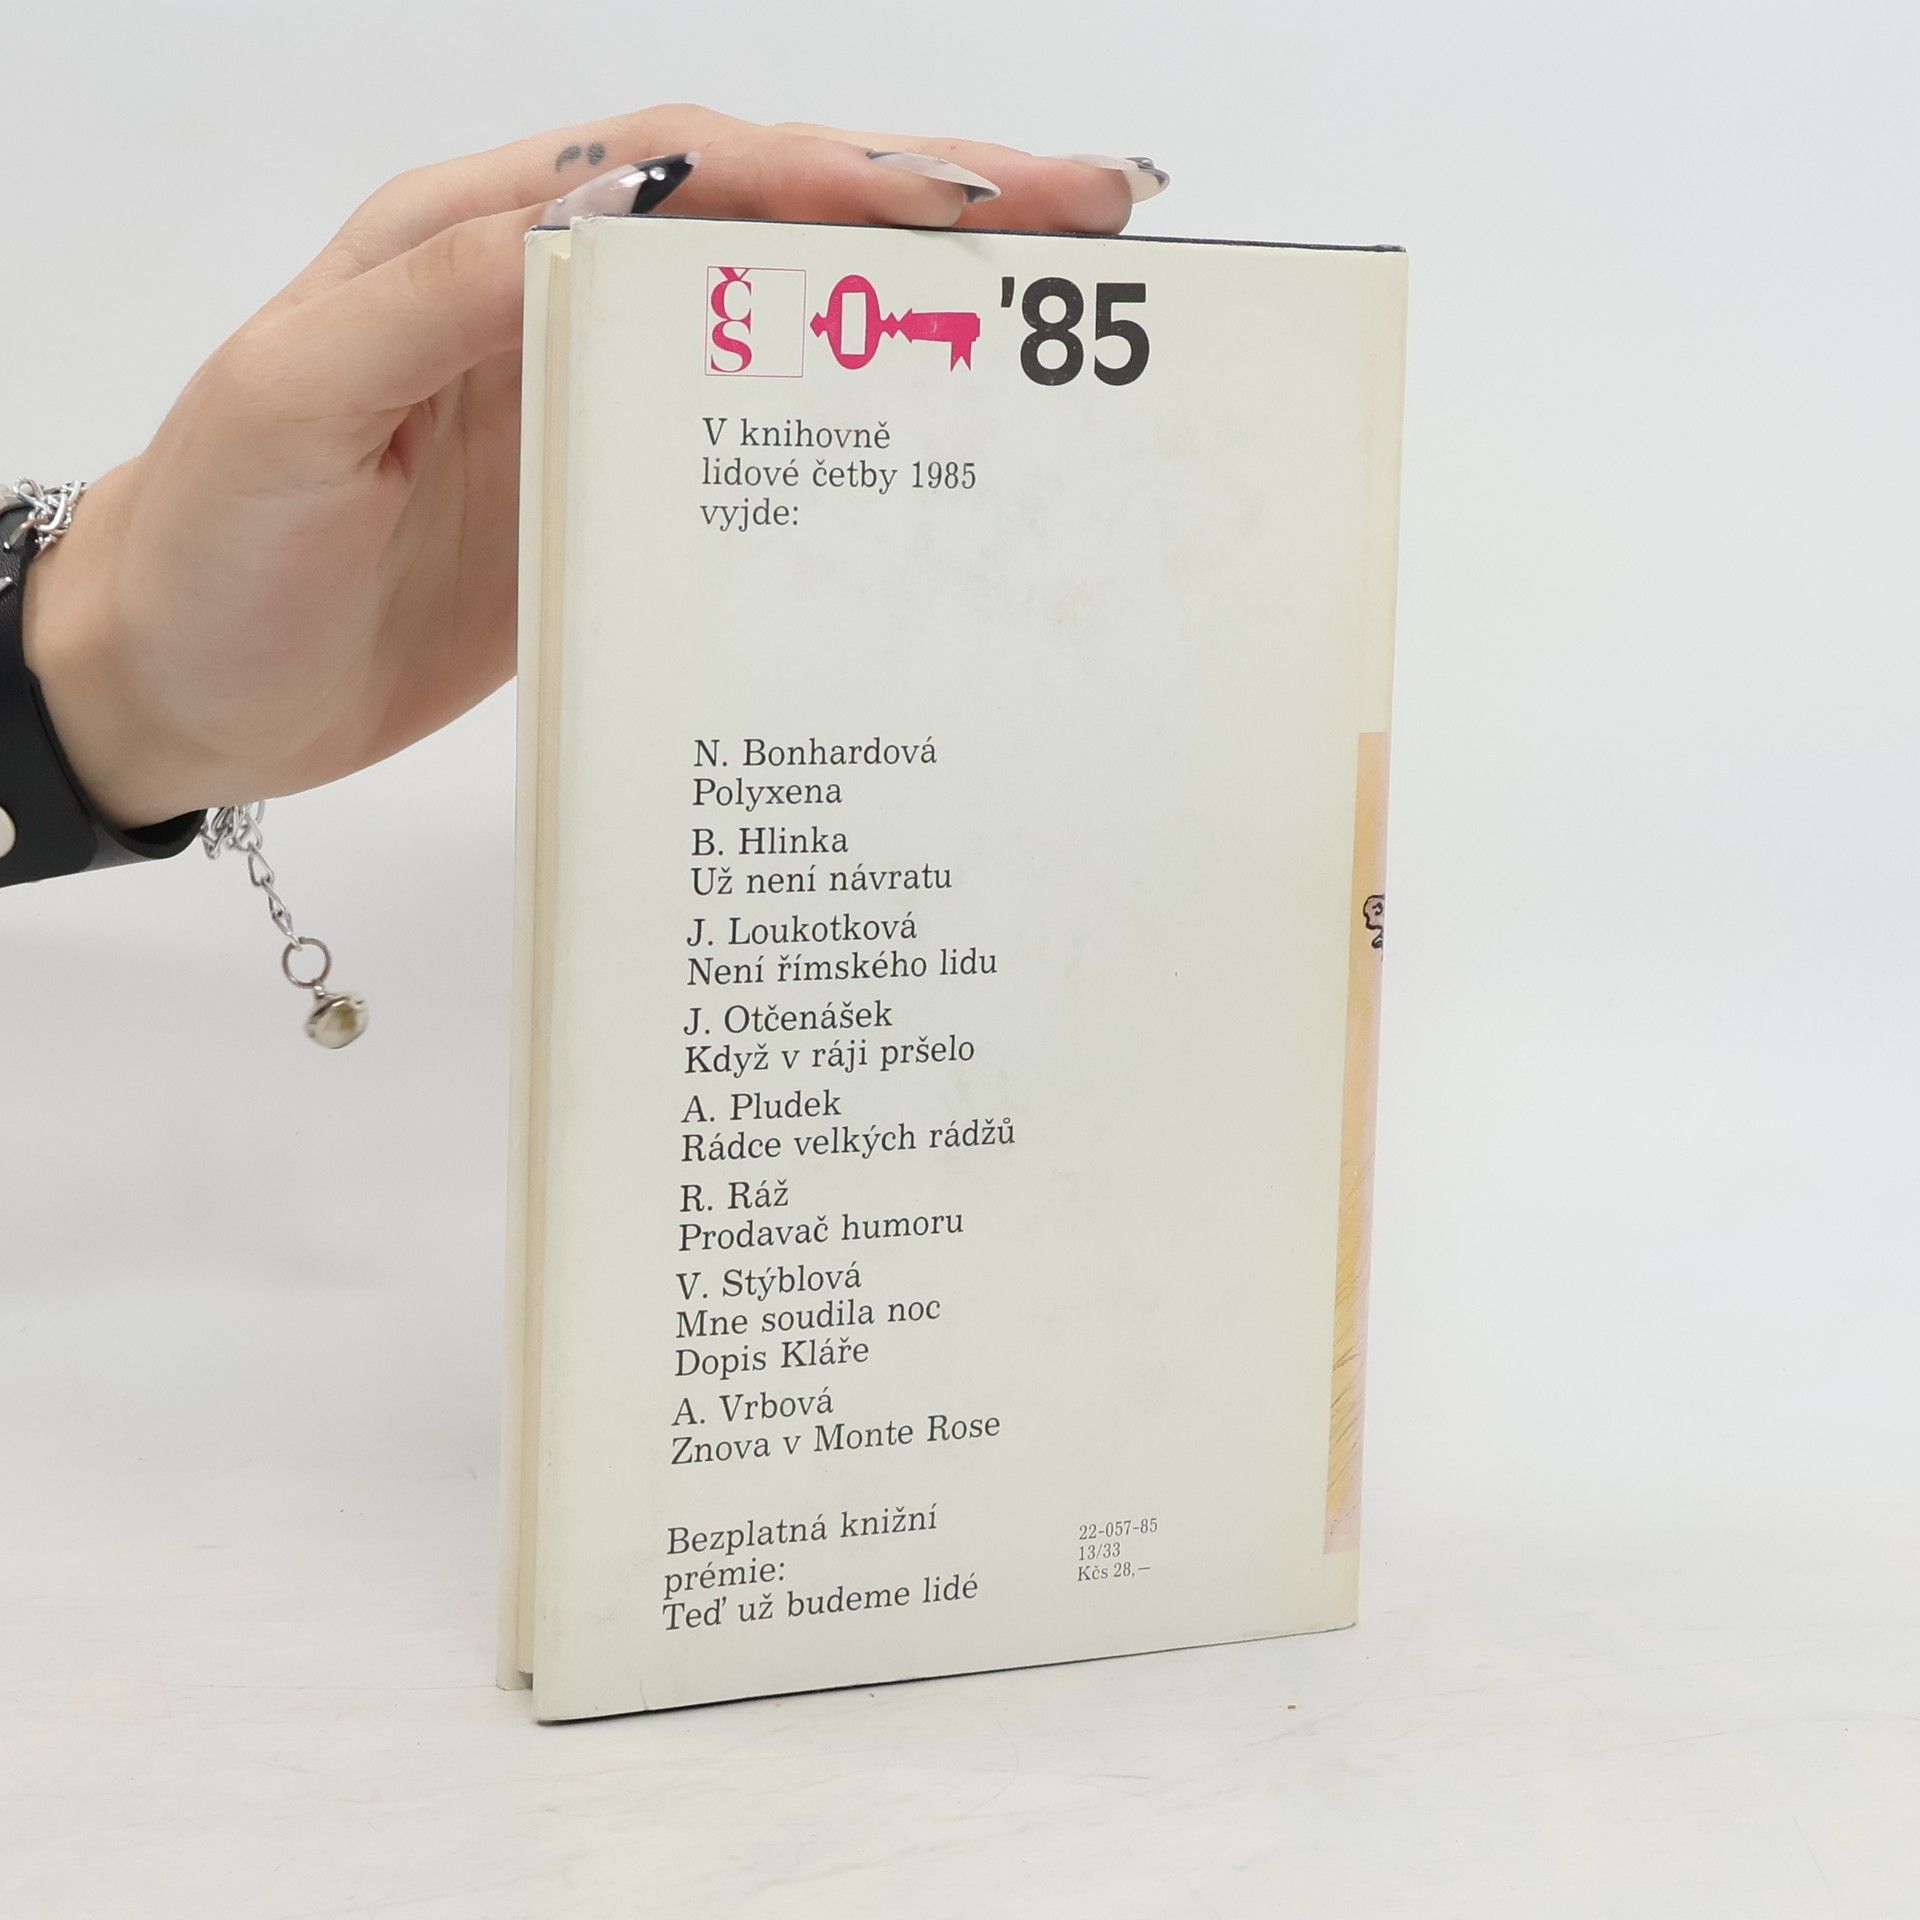 ČS '85
V knihovně
lidové četby 1985
vyjde:
N. Bonhardová
Polyxena
B. Hlinka
Už není návratu
J. Loukotková
Není římského lidu
J. Otčenášek
Když v ráji pršelo
A. Pludek
Rádce velkých rádžů
R. Ráž
Prodavač humoru
V. Stýblová
Mne soudila noc
Dopis Kláře
A. Vrbová
Znova v Monte Rose
Bezplatná knižní
prémie:
Teď už budeme lidé
22-057-85
13/33
Kčs 28,—